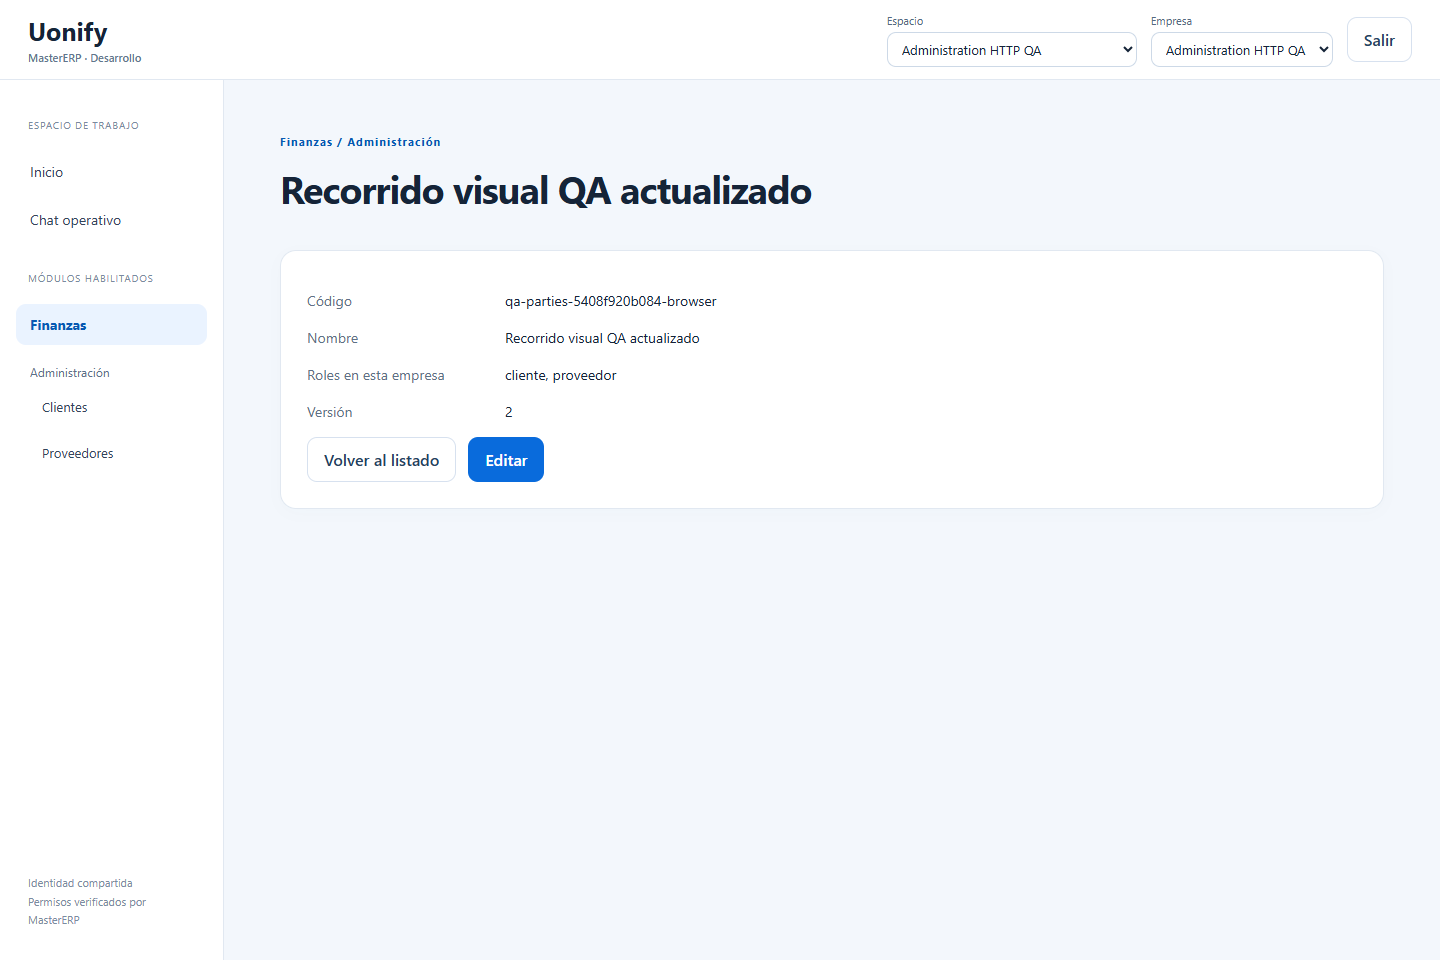 Uonify
MasterERP · Desarrollo
Espacio
Administration HTTP QA
Empresa
Administration HTTP QA
Salir
ESPACIO DE TRABAJO
Inicio
Chat operativo
MÓDULOS HABILITADOS
Finanzas
Administración
Clientes
Proveedores
Identidad compartida
Permisos verificados por
MasterERP
Finanzas / Administración
Recorrido visual QA actualizado
Código qa-parties-5408f920b084-browser
Nombre Recorrido visual QA actualizado
Roles en esta empresa cliente, proveedor
Versión 2
Volver al listado Editar